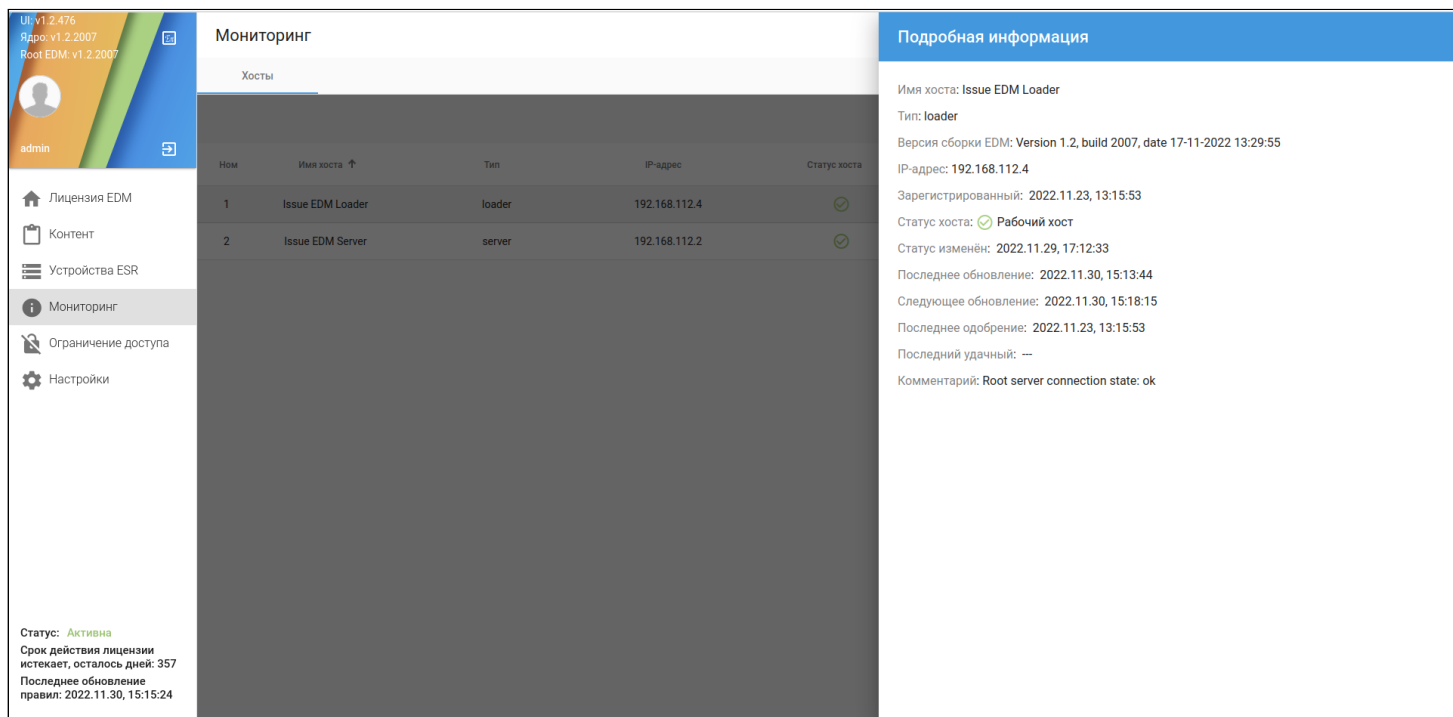 UI: v1.2.476
Ядро: v1.2.2007
Root EDM: v1.2.2007
admin
Лицензия EDM
Контент
Устройства ESR
Мониторинг
Ограничение доступа
Настройки
Статус: Активна
Срок действия лицензии
истекает, осталось дней: 357
Последнее обновление
правил: 2022.11.30, 15:15:24
Мониторинг
Хосты
Ном Имя хоста Тип IP-адрес Статус хоста
1 Issue EDM Loader loader 192.168.112.4
2 Issue EDM Server server 192.168.112.2
Подробная информация
Имя хоста: Issue EDM Loader
Тип: loader
Версия сборки EDM: Version 1.2, build 2007, date 17-11-2022 13:29:55
IP-адрес: 192.168.112.4
Зарегистрированный: 2022.11.23, 13:15:53
Статус хоста: Рабочий хост
Статус изменён: 2022.11.29, 17:12:33
Последнее обновление: 2022.11.30, 15:13:44
Следующее обновление: 2022.11.30, 15:18:15
Последнее одобрение: 2022.11.23, 13:15:53
Последний удачный: ---
Комментарий: Root server connection state: ok